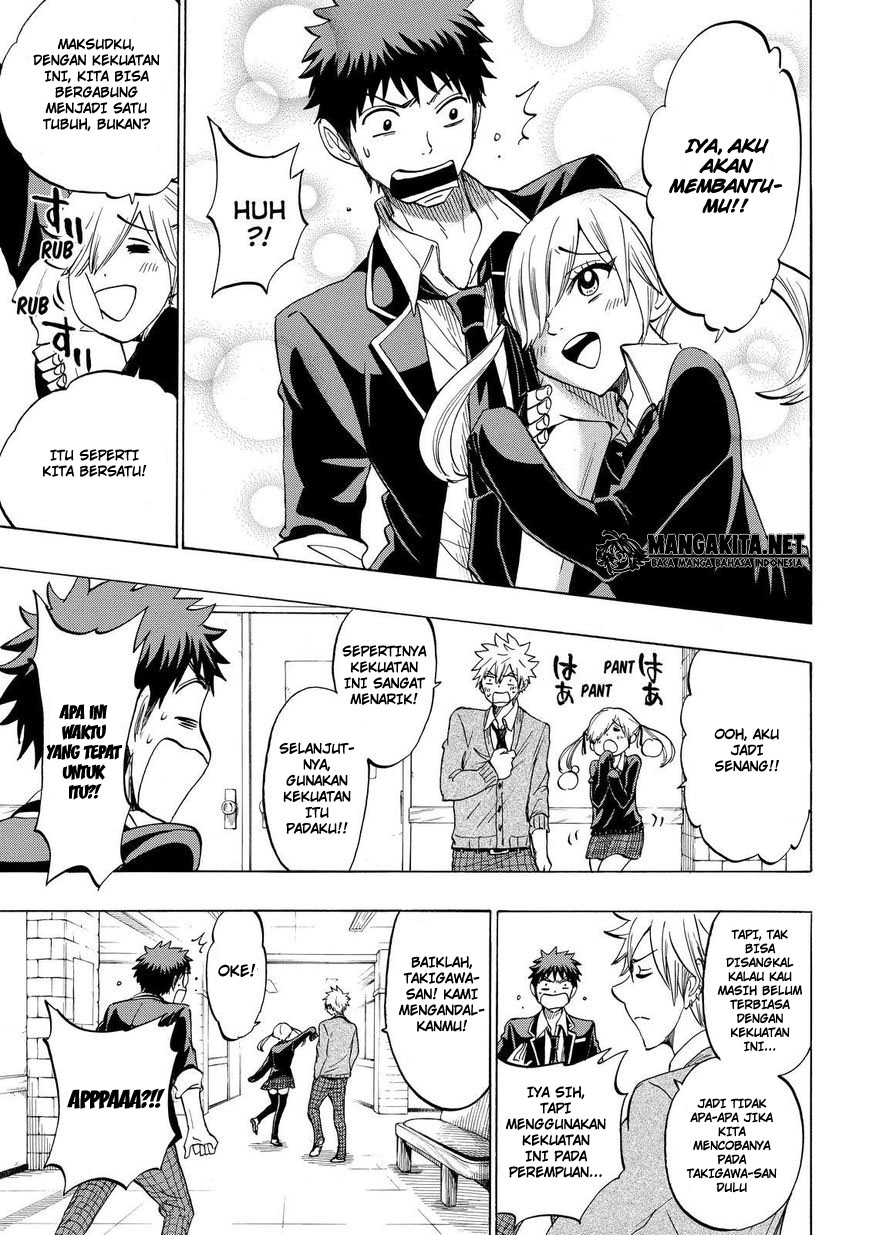 IYA, AKU
AKAN
MEMBANTU-
MU!!
HUH
?!
MAKSUDKU,
DENGAN KEKUATAN
INI, KITA BISA
BERGABUNG
MENJADI SATU
TUBUH, BUKAN?
す
RUB
RUB
す
ITU SEPERTI
KITA BERSATU!
MANGAKITA.NET
BACA MANGA BAHASA INDONESIA
OOH, AKU
JADI
SENANG!!
はぁ
PANT
PANT
はぁ
SEPERTINYA
KEKUATAN
INI SANGAT
MENARIK!
SELANJUT-
NYA,
GUNAKAN
KEKUATAN
ITU
PADAKU!!
APA INI
WAKTU
YANG TEPAT
UNTUK
ITU?!
TAPI, TAK
BISA
DISANGKAL
KALAU KAU
MASIH BELUM
TERBIASA
DENGAN
KEKUATAN
INI...
JADI TIDAK
APA-APA JIKA
KITA
MENCOBANYA
PADA
TAKIGAWA-SAN
DULU
IYA SIH,
TAPI
MENGGUNAKAN
KEKUATAN
INI PADA
PEREMPUAN...
BAIKLAH,
TAKIGAWA-
SAN! KAMI
MENGANDAL-
KANMU!
OKE!
APPPAAA?!!